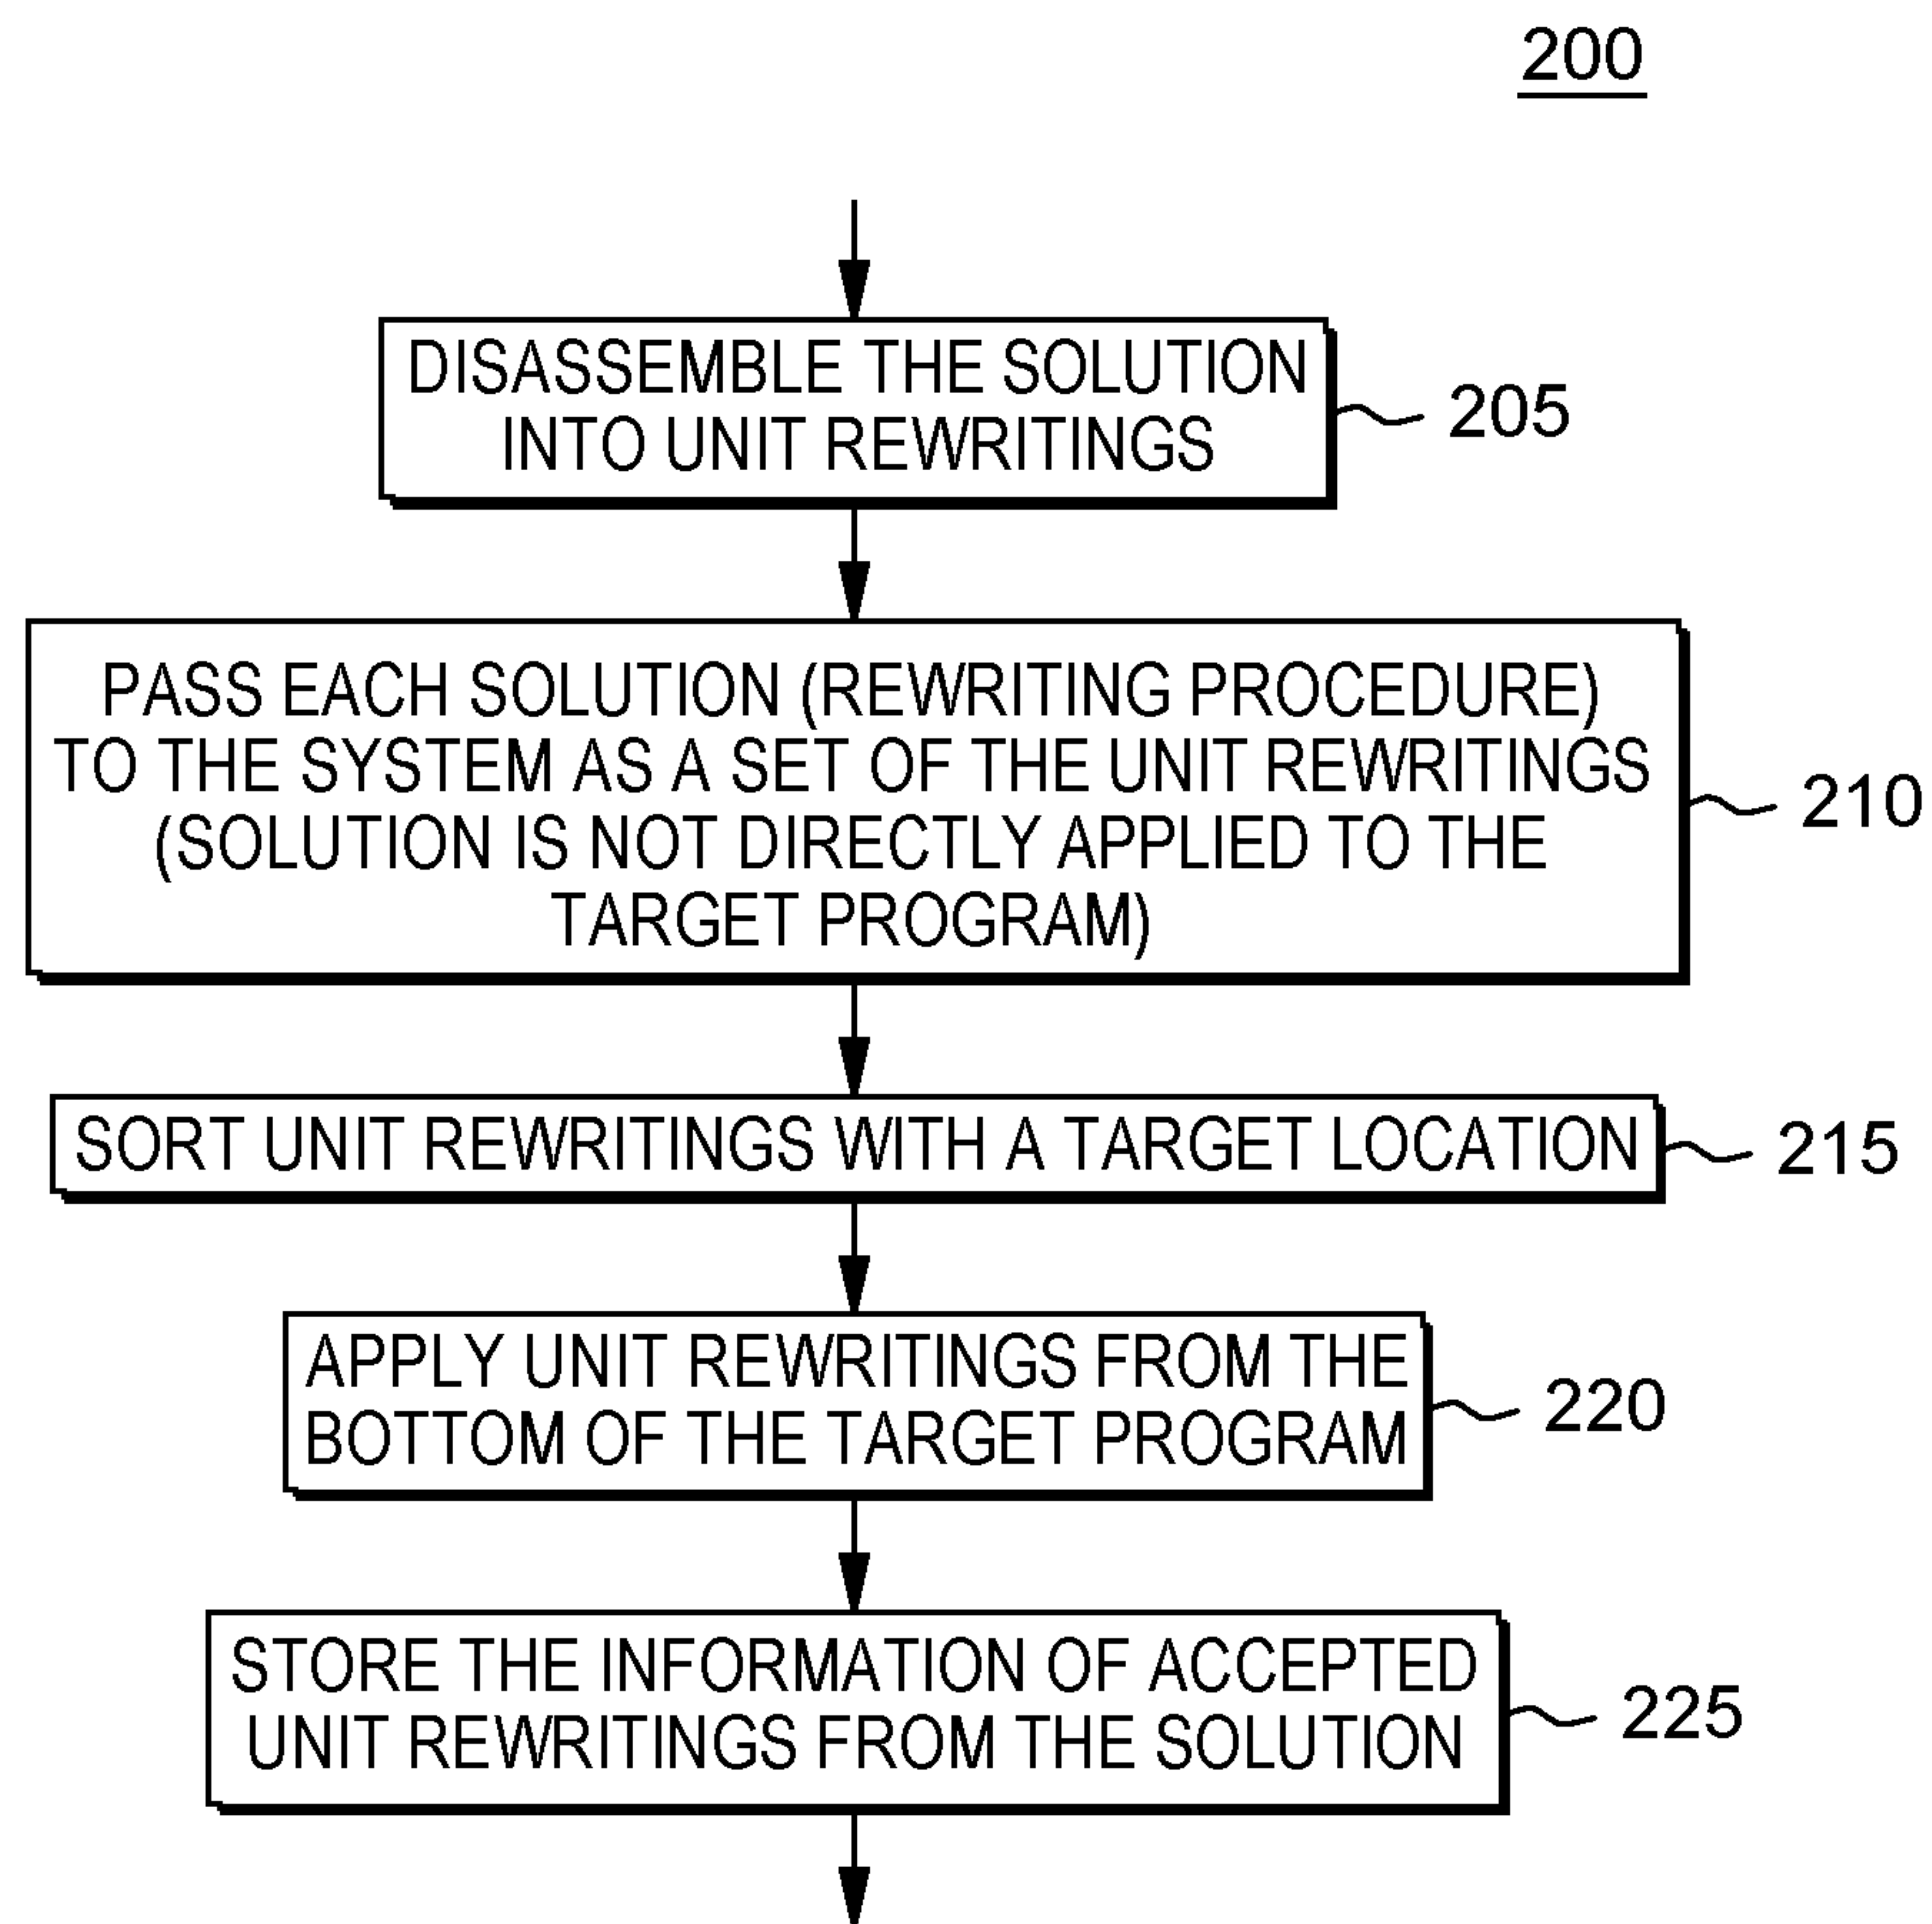 200
DISASSEMBLE THE SOLUTION
INTO UNIT REWRITINGS
205
PASS EACH SOLUTION (REWRITING PROCEDURE)
TO THE SYSTEM AS A SET OF THE UNIT REWRITINGS
(SOLUTION IS NOT DIRECTLY APPLIED TO THE
TARGET PROGRAM)
210
SORT UNIT REWRITINGS WITH A TARGET LOCATION
215
APPLY UNIT REWRITINGS FROM THE
BOTTOM OF THE TARGET PROGRAM
220
STORE THE INFORMATION OF ACCEPTED
UNIT REWRITINGS FROM THE SOLUTION
225